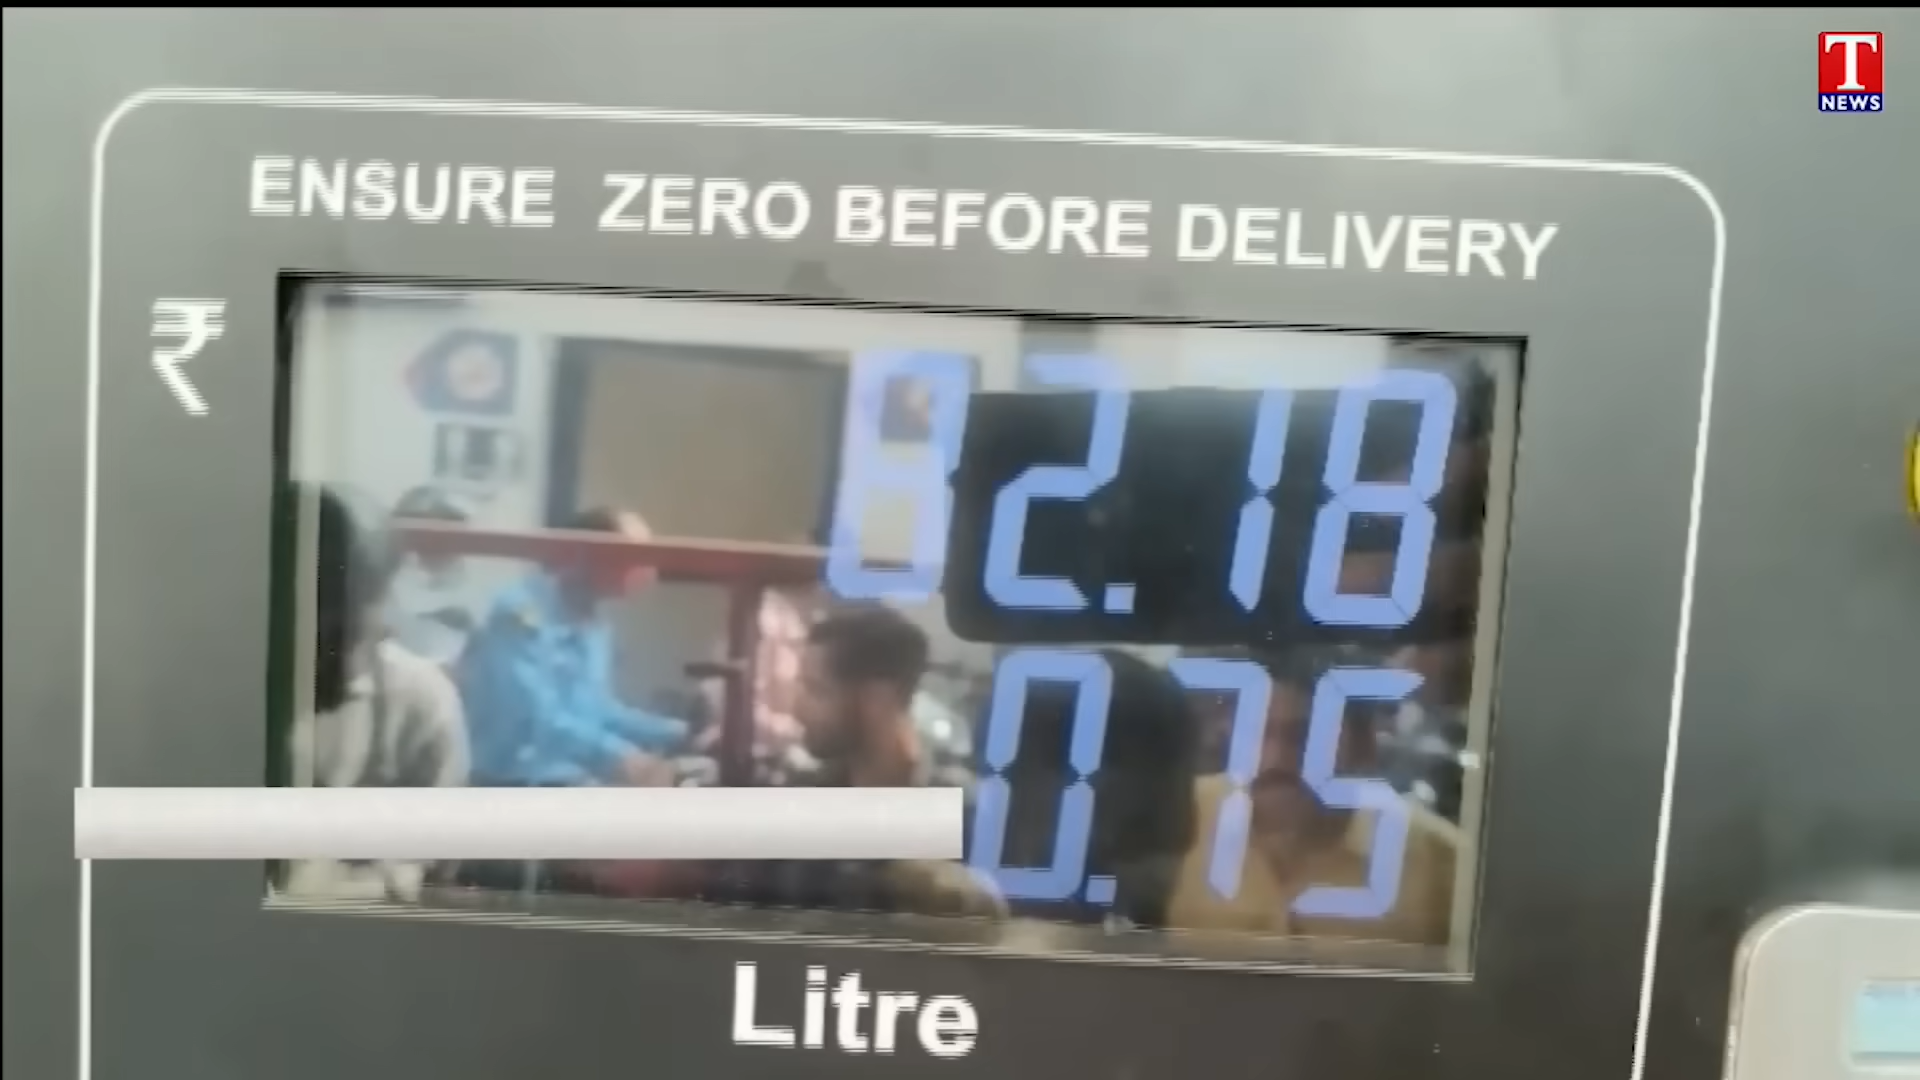 T
NEWS
ENSURE ZERO BEFORE DELIVERY
₹
82.18
0.75
Litre